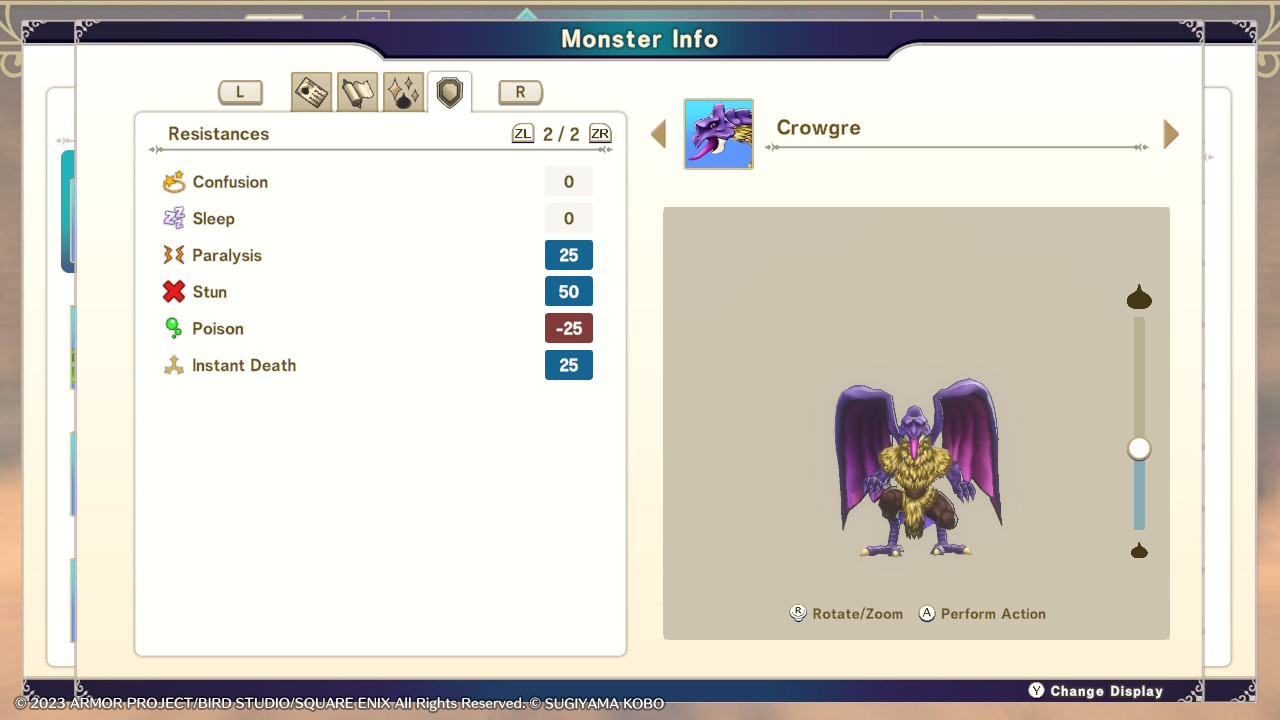 Monster Info
L
R
Resistances
ZL 2 / 2 ZR
Confusion 0
Sleep 0
Paralysis 25
Stun 50
Poison -25
Instant Death 25
Crowgre
R Rotate/Zoom A Perform Action
Y Change Display
© 2023 ARMOR PROJECT/BIRD STUDIO/SQUARE ENIX All Rights Reserved. © SUGIYAMA KOBO